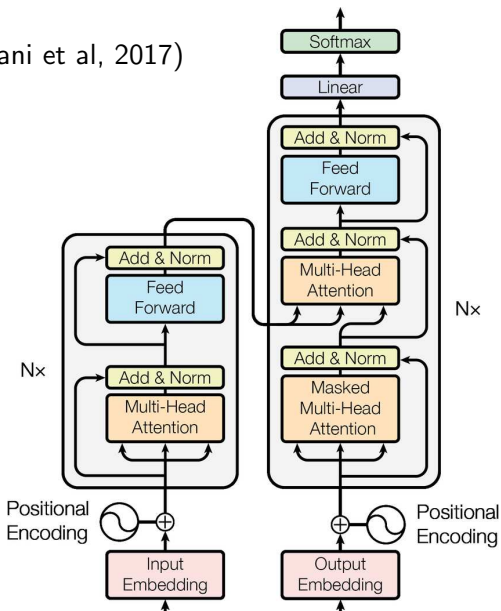 ani et al, 2017)
Softmax
Linear
Add & Norm
Feed
Forward
Add & Norm
Multi-Head
Attention
Add & Norm
Masked
Multi-Head
Attention
Nx
Positional
Encoding
Output
Embedding
Add & Norm
Feed
Forward
Add & Norm
Multi-Head
Attention
Nx
Positional
Encoding
Input
Embedding